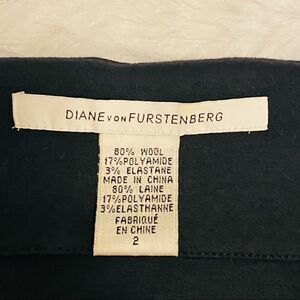 DIANE VON FURSTENBERG
80% WOOL
17% POLYAMIDE
3% ELASTANE
MADE IN CHINA
80% LAINE
17% POLYAMIDE
3% ELASTHANNE
FABRIQUÉ
EN CHINE
2